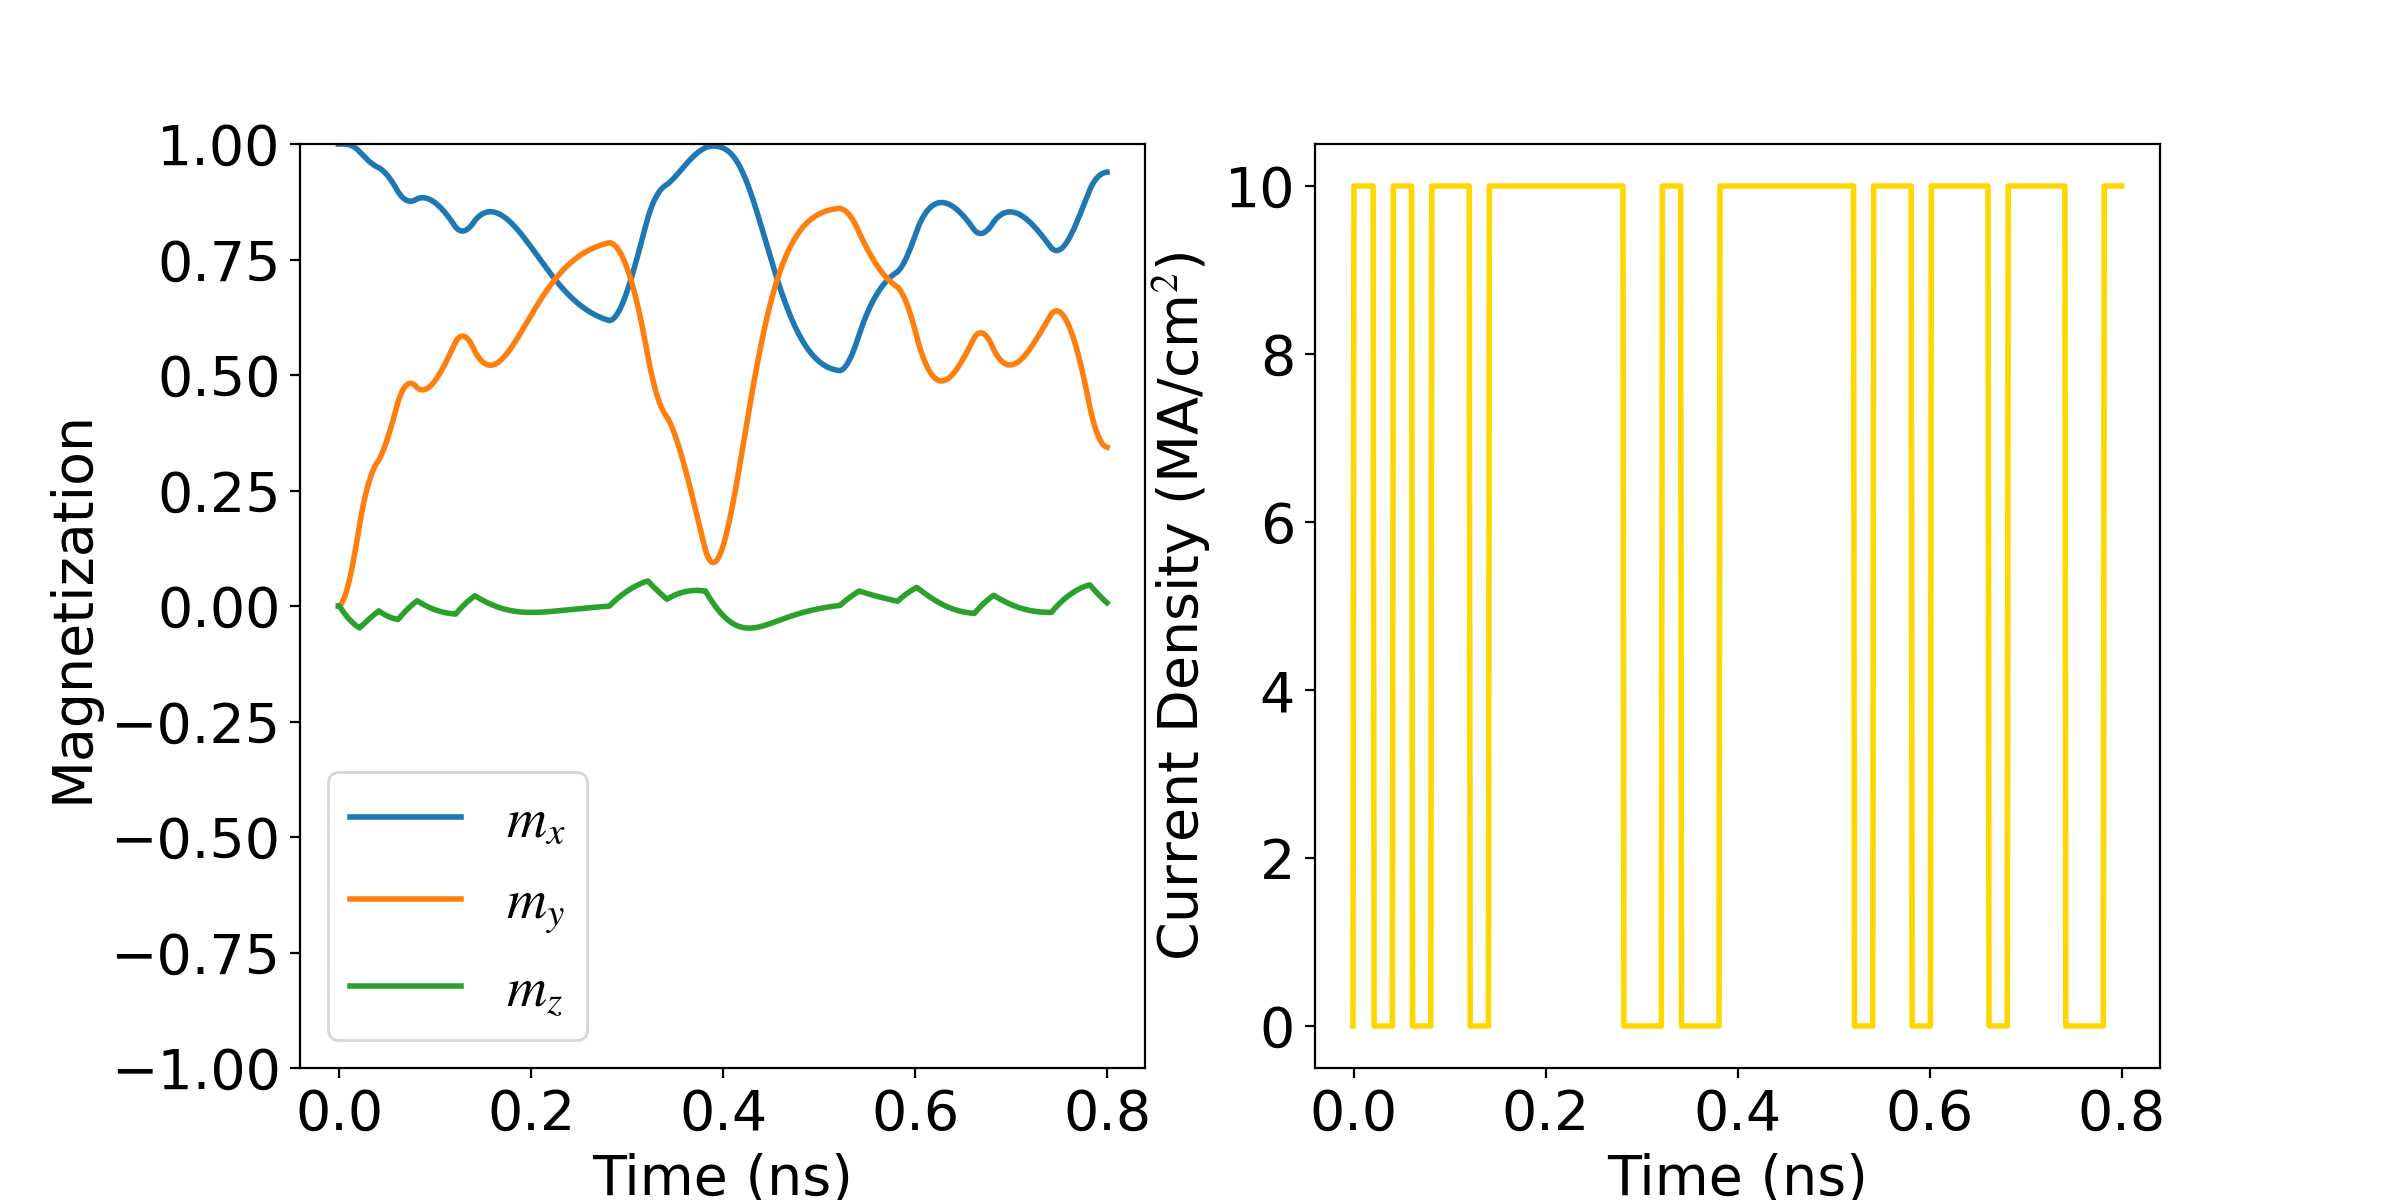 1.00
0.75
0.50
0.25
0.00
−0.25
−0.50
−0.75
−1.00
Magnetization
m_x
m_y
m_z
0.0 0.2 0.4 0.6 0.8
Time (ns)
10
8
6
4
2
0
Current Density (MA/cm²)
0.0 0.2 0.4 0.6 0.8
Time (ns)